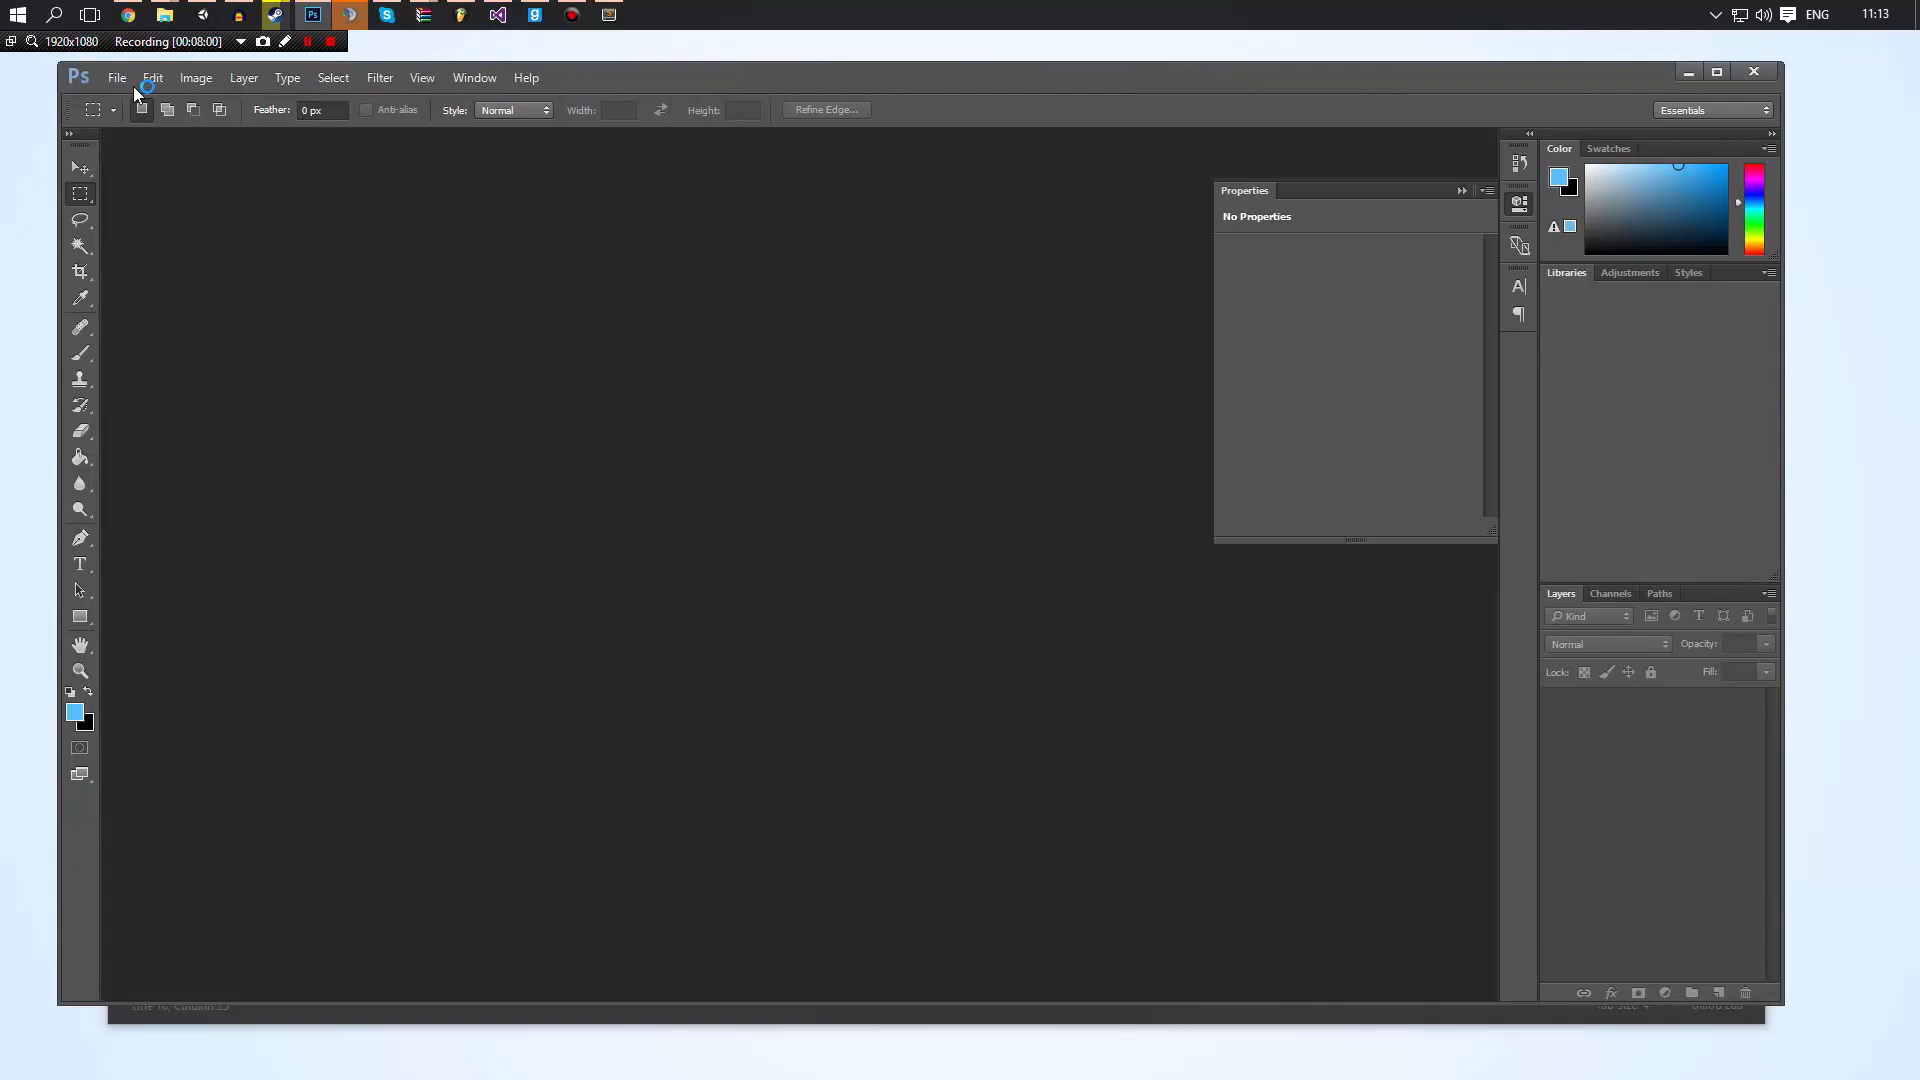 ENG
11:13
1920x1080
Recording [00:08:00]
Ps
File
Edit
Image
Layer
Type
Select
Filter
View
Window
Help
Feather:
0 px
Anti-alias
Style:
Normal
Width:
Height:
Refine Edge...
Essentials
Color
Swatches
Properties
No Properties
Libraries
Adjustments
Styles
Layers
Channels
Paths
Kind
Normal
Opacity:
Lock:
Fill: